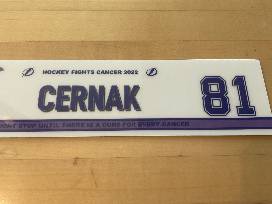 HOCKEY FIGHTS CANCER 2022
CERNAK 81
STOP UNTIL THERE IS A CURE FOR EVERY CANCER